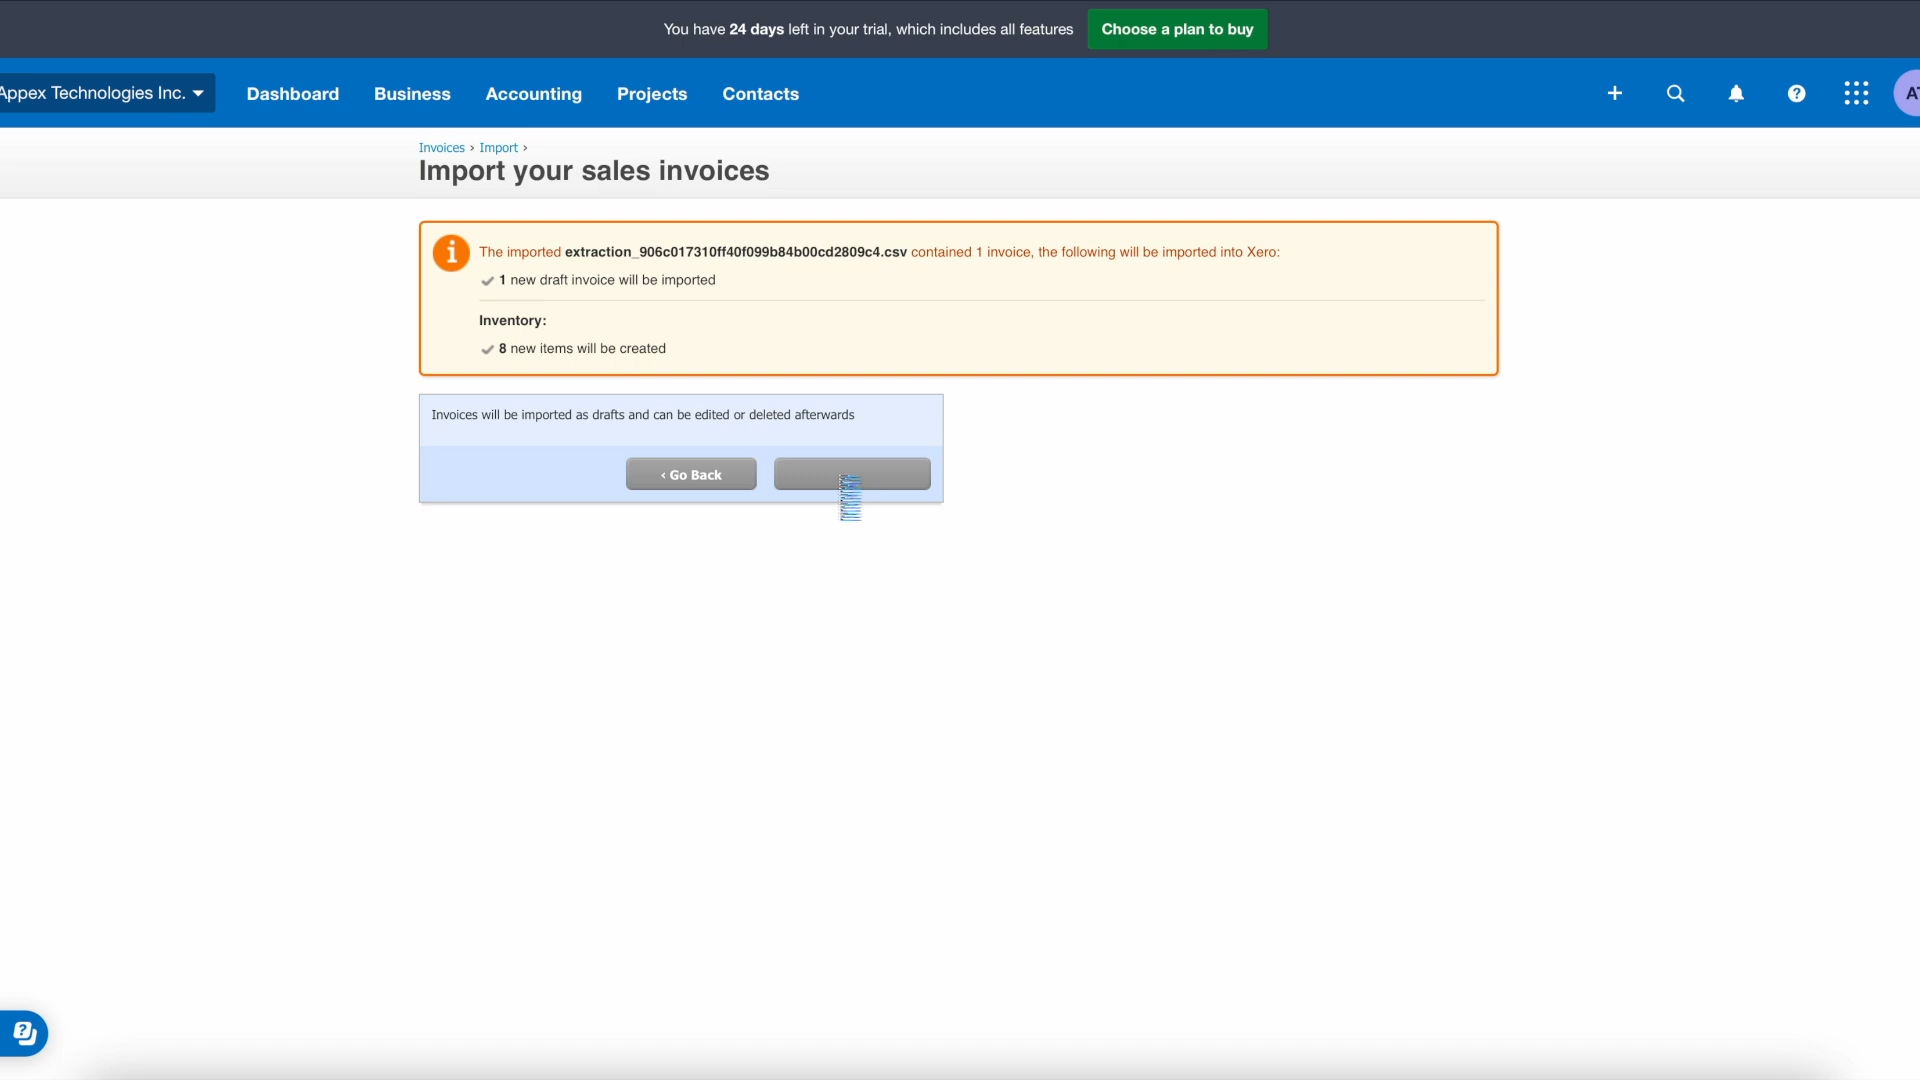 You have 24 days left in your trial, which includes all features
Choose a plan to buy
Appex Technologies Inc.
Dashboard
Business
Accounting
Projects
Contacts
Invoices › Import ›
Import your sales invoices
The imported extraction_906c017310ff40f099b84b00cd2809c4.csv contained 1 invoice, the following will be imported into Xero:
1 new draft invoice will be imported
Inventory:
8 new items will be created
Invoices will be imported as drafts and can be edited or deleted afterwards
‹ Go Back